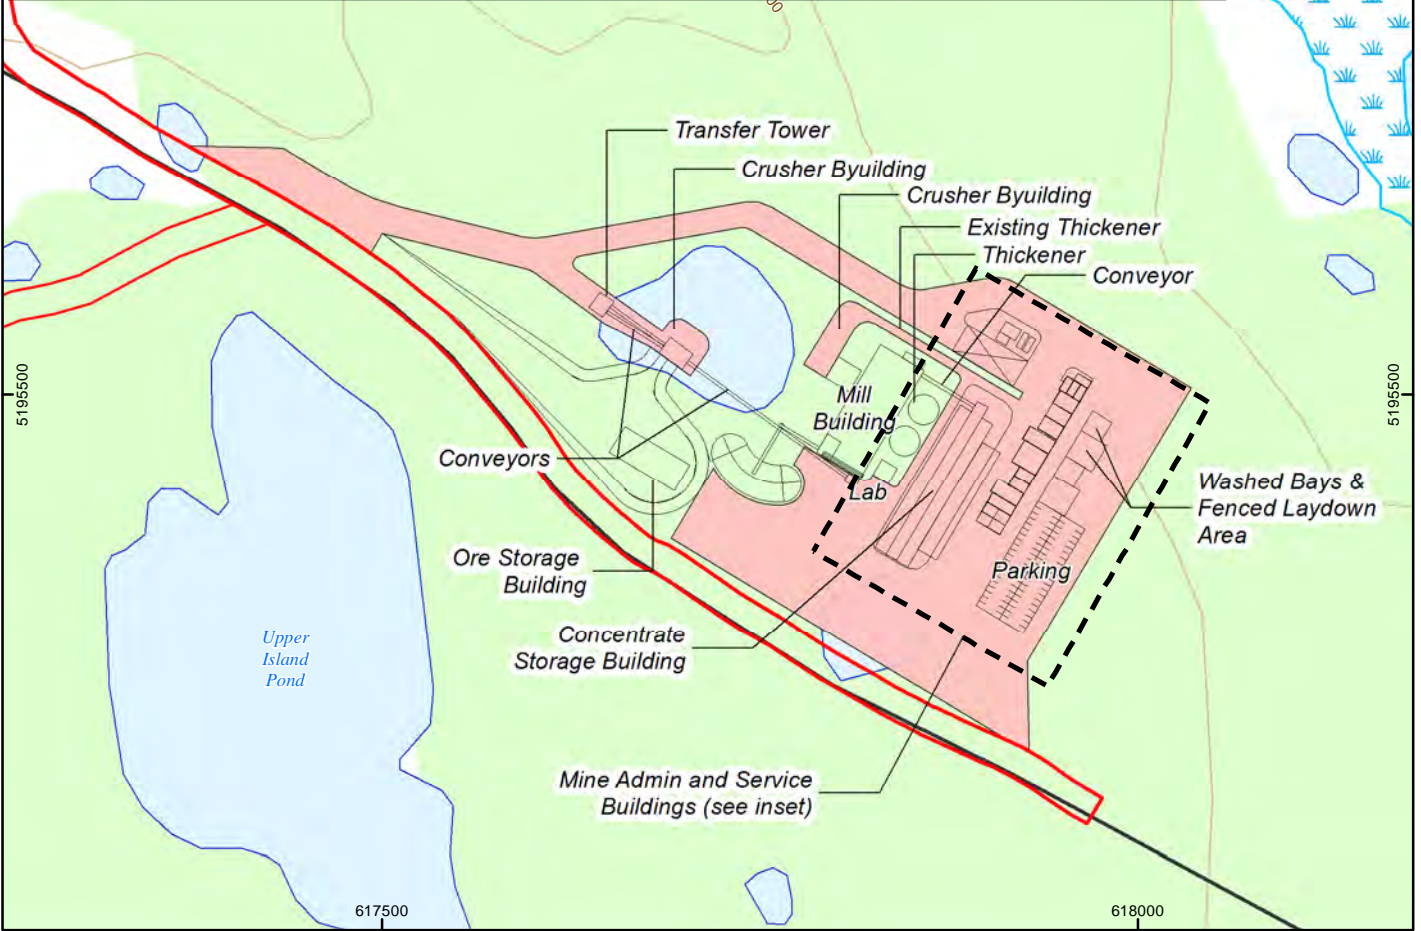 00
Transfer Tower
Crusher Byuilding
Crusher Byuilding
Existing Thickener
Thickener
Conveyor
5195500
5195500
Mill
Building
Conveyors
Lab
Washed Bays &
Fenced Laydown
Area
Ore Storage
Building
Parking
Concentrate
Storage Building
Upper
Island
Pond
Mine Admin and Service
Buildings (see inset)
617500
618000